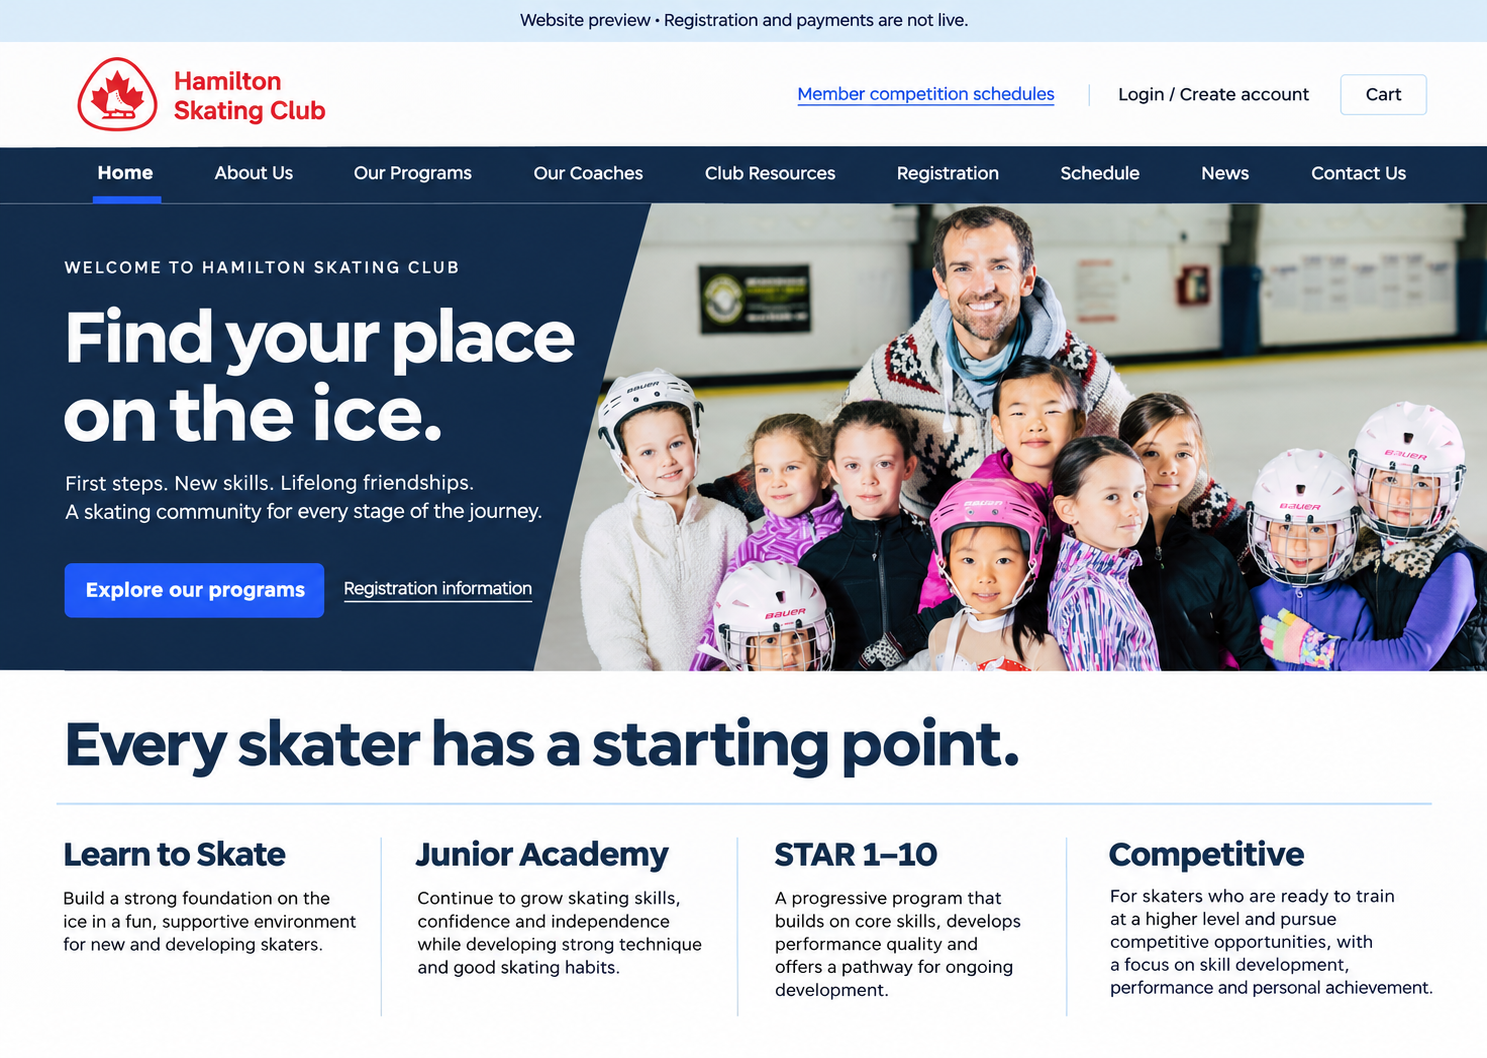 Website preview • Registration and payments are not live.
Hamilton
Skating Club
Member competition schedules
Login / Create account
Cart
Home
About Us
Our Programs
Our Coaches
Club Resources
Registration
Schedule
News
Contact Us
WELCOME TO HAMILTON SKATING CLUB
Find your place
on the ice.
First steps. New skills. Lifelong friendships.
A skating community for every stage of the journey.
Explore our programs
Registration information
BAUER
BAUER
BAUER
BAUER
BAUER
Every skater has a starting point.
Learn to Skate
Build a strong foundation on the
ice in a fun, supportive environment
for new and developing skaters.
Junior Academy
Continue to grow skating skills,
confidence and independence
while developing strong technique
and good skating habits.
STAR 1–10
A progressive program that
builds on core skills, develops
performance quality and
offers a pathway for ongoing
development.
Competitive
For skaters who are ready to train
at a higher level and pursue
competitive opportunities, with
a focus on skill development,
performance and personal achievement.